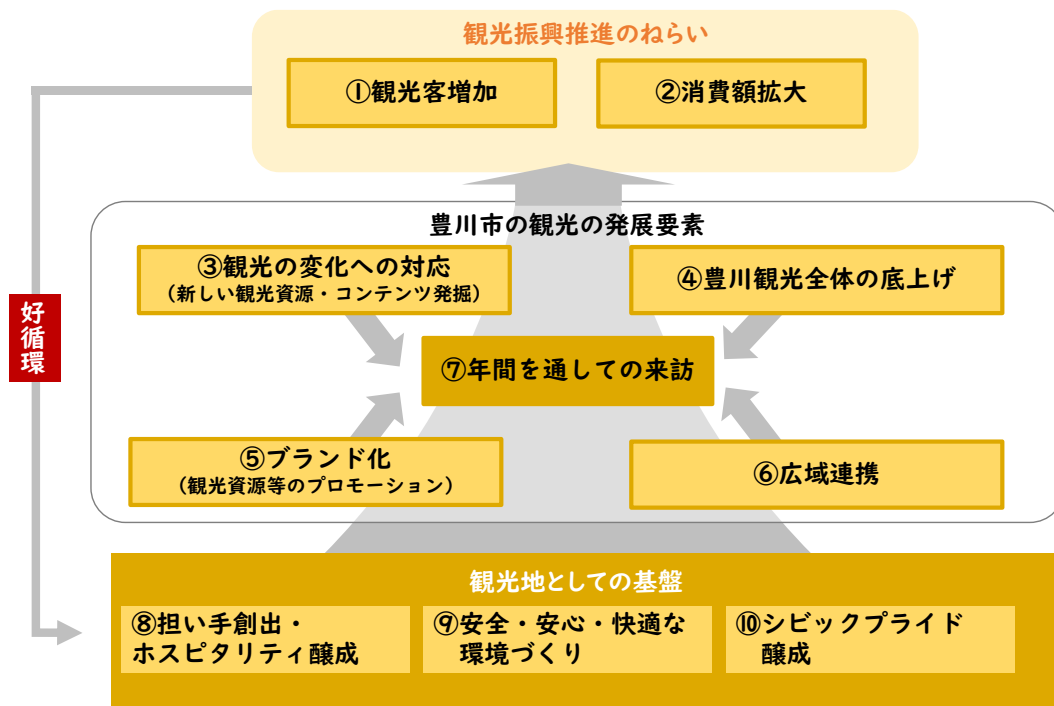 観光振興推進のねらい
①観光客増加
②消費額拡大
豊川市の観光の発展要素
③観光の変化への対応
（新しい観光資源・コンテンツ発掘）
④豊川観光全体の底上げ
好循環
⑦年間を通しての来訪
⑤ブランド化
（観光資源等のプロモーション）
⑥広域連携
観光地としての基盤
⑧担い手創出・
ホスピタリティ醸成
⑨安全・安心・快適な
環境づくり
⑩シビックプライド
醸成